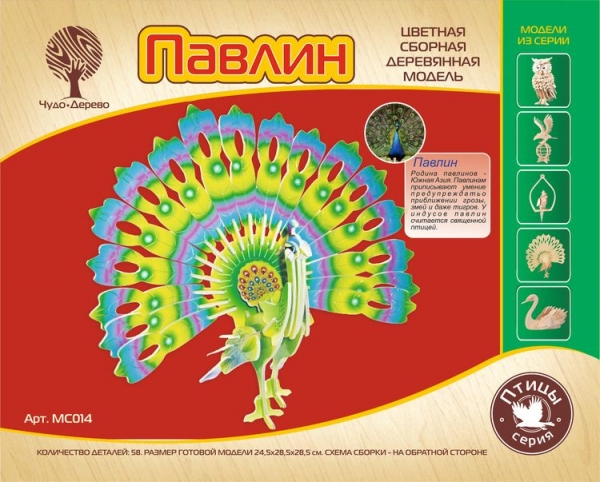 Чудо-Дерево
Павлин
ЦВЕТНАЯ
СБОРНАЯ
ДЕРЕВЯННАЯ
МОДЕЛЬ
МОДЕЛИ
ИЗ СЕРИИ
Павлин
Родина павлинов -
Южная Азия. Павлинам
приписывают умение
предупреждать о
приближении грозы,
змей и даже тигров. У
индусов павлин
считается священной
птицей.
Арт. МС014
Птицы
серия
КОЛИЧЕСТВО ДЕТАЛЕЙ: 58. РАЗМЕР ГОТОВОЙ МОДЕЛИ 24,5х28,5х28,5 см. СХЕМА СБОРКИ - НА ОБРАТНОЙ СТОРОНЕ